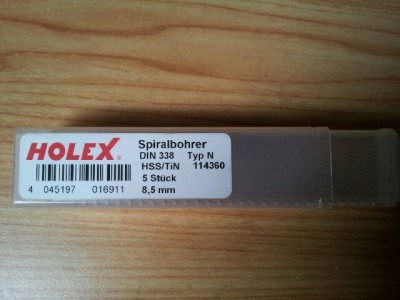 HOLEX
Spiralbohrer
DIN 338 Typ N
HSS/TiN 114360
5 Stück
8,5 mm
4 045197 016911